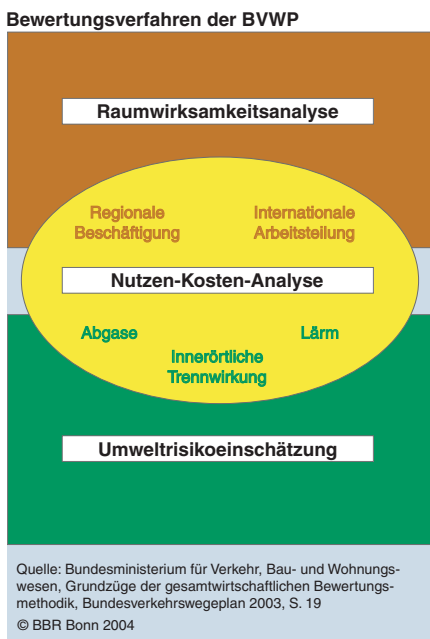 Bewertungsverfahren der BVWP
Raumwirksamkeitsanalyse
Regionale
Beschäftigung
Internationale
Arbeitsteilung
Nutzen-Kosten-Analyse
Abgase
Lärm
Innerörtliche
Trennwirkung
Umweltrisikoeinschätzung
Quelle: Bundesministerium für Verkehr, Bau- und Wohnungs-
wesen, Grundzüge der gesamtwirtschaftlichen Bewertungs-
methodik, Bundesverkehrswegeplan 2003, S. 19
© BBR Bonn 2004